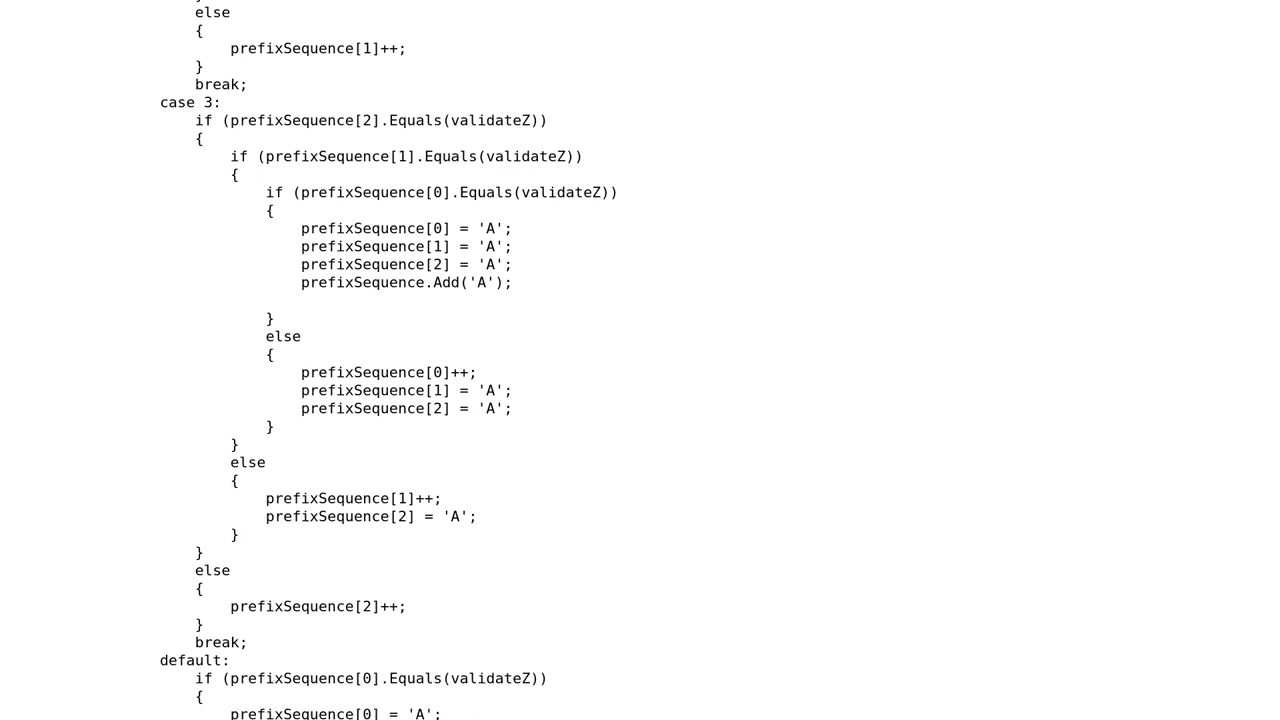 else
{
prefixSequence[1]++;
}
break;
case 3:
if (prefixSequence[2].Equals(validateZ))
{
if (prefixSequence[1].Equals(validateZ))
{
if (prefixSequence[0].Equals(validateZ))
{
prefixSequence[0] = 'A';
prefixSequence[1] = 'A';
prefixSequence[2] = 'A';
prefixSequence.Add('A');
}
else
{
prefixSequence[0]++;
prefixSequence[1] = 'A';
prefixSequence[2] = 'A';
}
}
else
{
prefixSequence[1]++;
prefixSequence[2] = 'A';
}
}
else
{
prefixSequence[2]++;
}
break;
default:
if (prefixSequence[0].Equals(validateZ))
{
prefixSequence[0] = 'A';